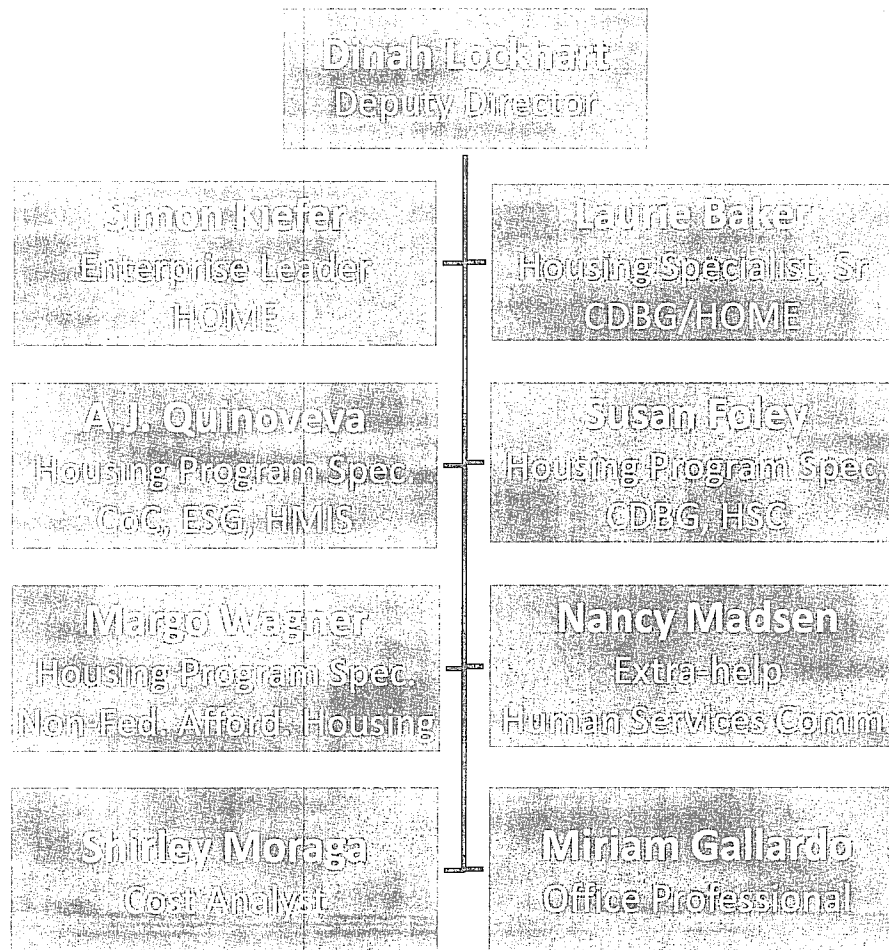 Dinah Lockhart
Deputy Director
Simon Kiefer
Enterprise Leader
HOME
Laurie Baker
Housing Specialist, Sr
CDBG/HOME
A.J. Quinoveva
Housing Program Spec
CoC, ESG, HMIS
Susan Foley
Housing Program Spec.
CDBG, HSC
Margo Wagner
Housing Program Spec.
Non-Fed. Afford. Housing
Nancy Madsen
Extra-help
Human Services Comm.
Shirley Moraga
Cost Analyst
Miriam Gallardo
Office Professional